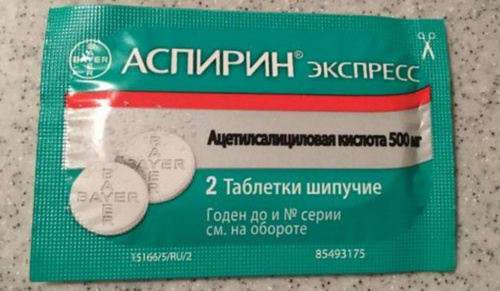 BAYER
АСПИРИН® ЭКСПРЕСС
Ацетилсалициловая кислота 500 мг
BAYER
BAYER
2 Таблетки шипучие
Годен до и № серии
см. на обороте
15166/5/RU/2
85493175